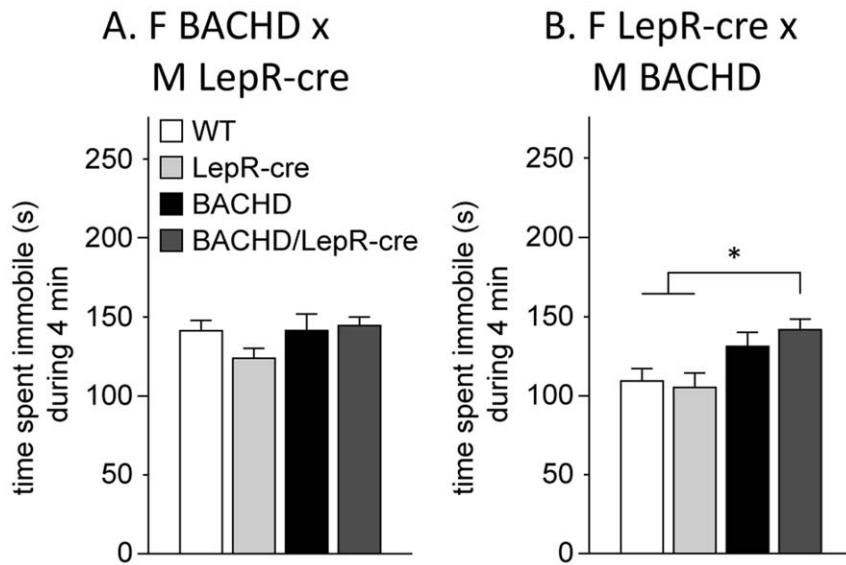 A. F BACHD x
M LepR-cre
time spent immobile (s)
during 4 min
250
200
150
100
50
0
WT
LepR-cre
BACHD
BACHD/LepR-cre
B. F LepR-cre x
M BACHD
time spent immobile (s)
during 4 min
250
200
150
100
50
0
*